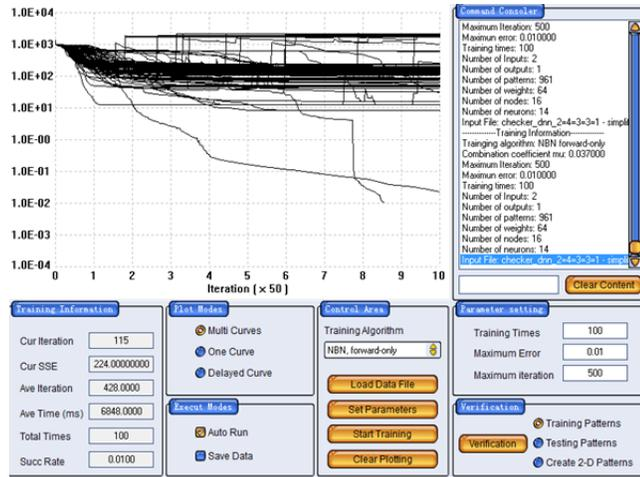 1.0E+04
1.0E+03
1.0E+02
1.0E+01
1.0E-00
1.0E-01
1.0E-02
1.0E-03
1.0E-04
0 1 2 3 4 5 6 7 8 9 10
Iteration ( x 50 )
Command Consoler
Maximum Iteration: 500
Maximun error: 0.010000
Training times: 100
Number of Inputs: 2
Number of outputs: 1
Number of patterns: 961
Number of weights: 64
Number of nodes: 16
Number of neurons: 14
Input File: checker_dnn_2=4=3=3=1 - simpli
---------------Training Information---------------
Trainging algorithm: NBN forward-only
Combination coefficient mu: 0.037000
Maximum Iteration: 500
Maximun error: 0.010000
Training times: 100
Number of Inputs: 2
Number of outputs: 1
Number of patterns: 961
Number of weights: 64
Number of nodes: 16
Number of neurons: 14
Input File: checker_dnn_2=4=3=3=1 - simpli
Clear Content
Training Information
Cur Iteration 115
Cur SSE 224.00000000
Ave Iteration 428.0000
Ave Time (ms) 6848.0000
Total Times 100
Succ Rate 0.0100
Plot Modes
Multi Curves
One Curve
Delayed Curve
Execut Modes
Auto Run
Save Data
Control Area
Training Algorithm
NBN, forward-only
Load Data File
Set Parameters
Start Training
Clear Plotting
Parameter setting
Training Times 100
Maximum Error 0.01
Maximum iteration 500
Verification
Verification
Training Patterns
Testing Patterns
Create 2-D Patterns